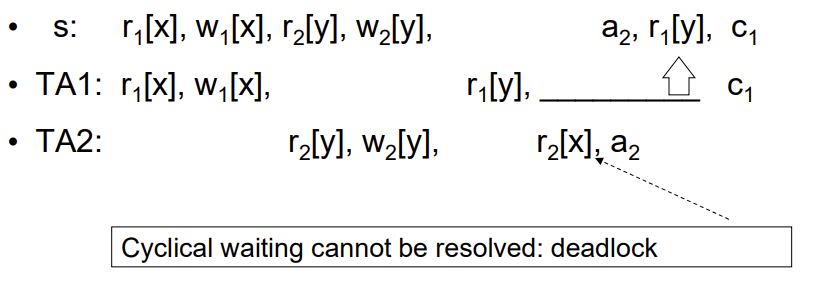 • s: r₁[x], w₁[x], r₂[y], w₂[y], a₂, r₁[y], c₁
• TA1: r₁[x], w₁[x], r₁[y], __________ c₁
• TA2: r₂[y], w₂[y], r₂[x], a₂
Cyclical waiting cannot be resolved: deadlock